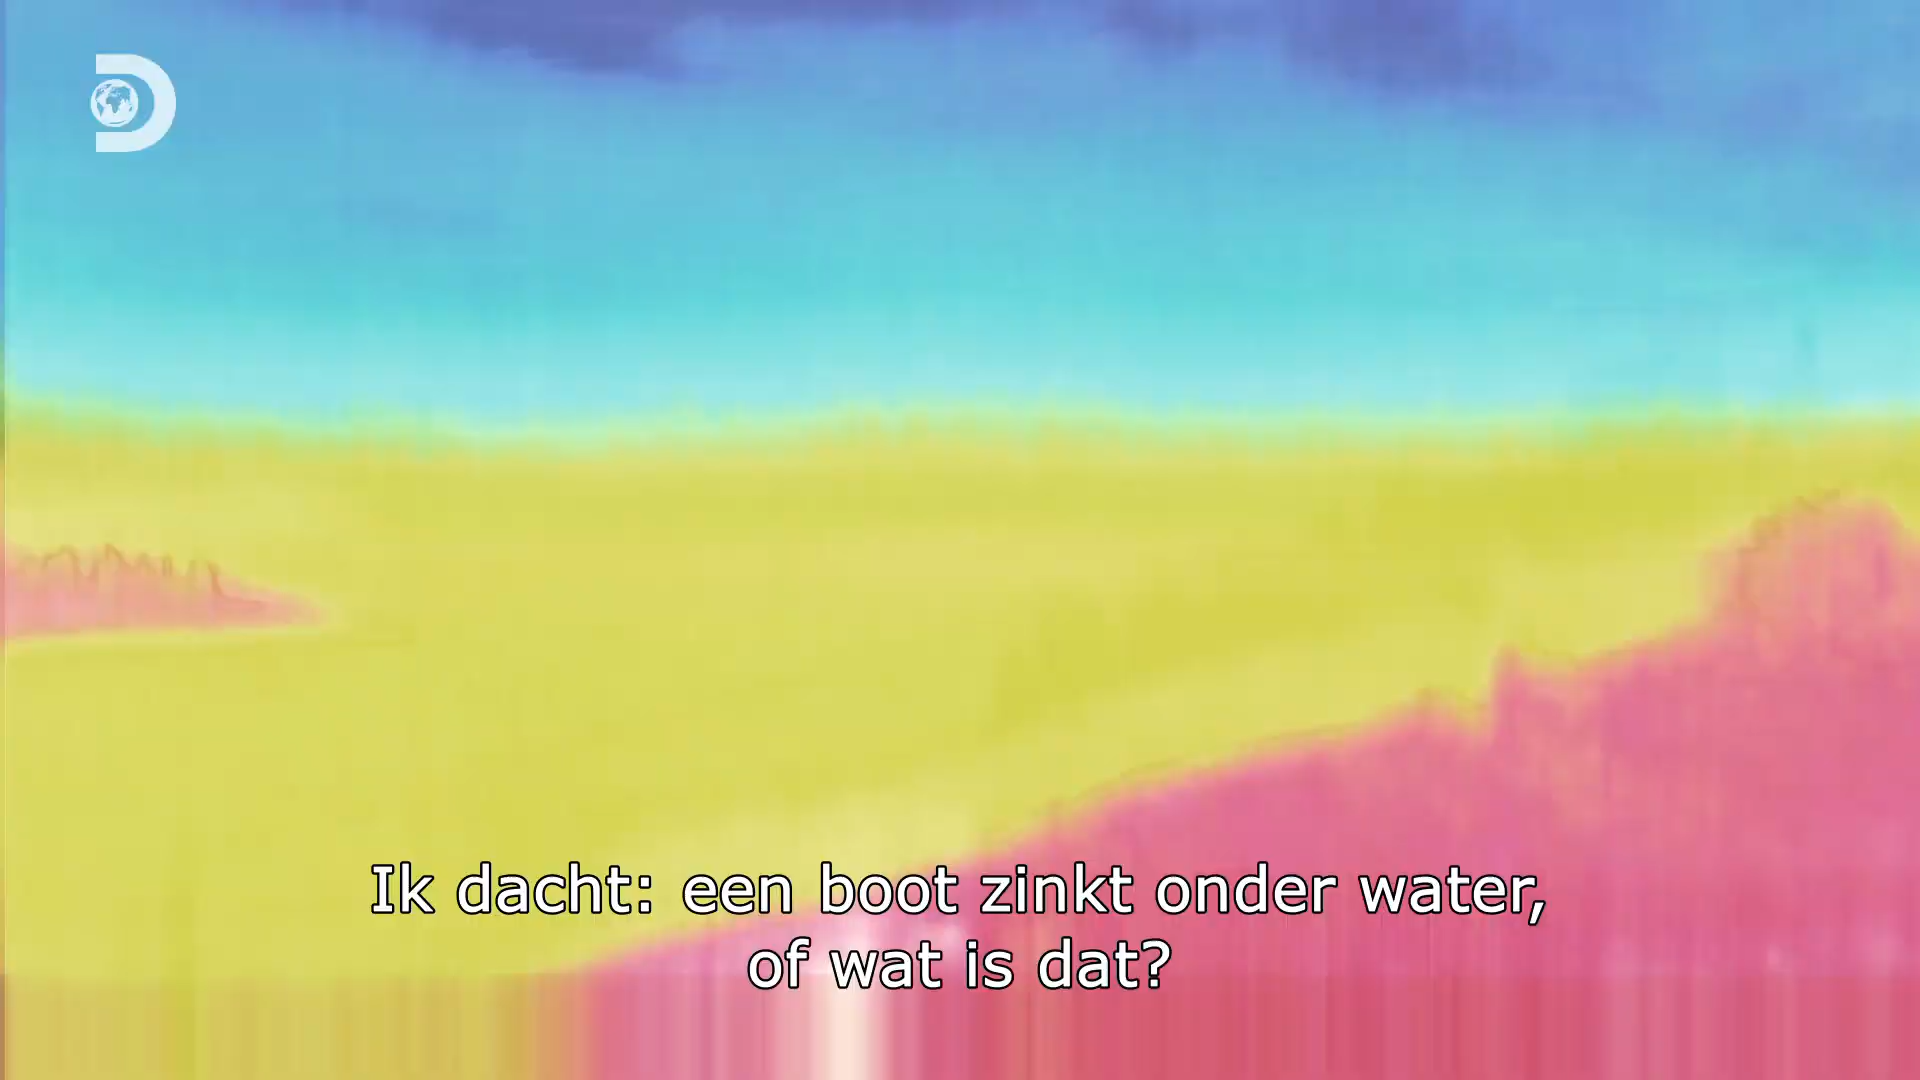 Ik dacht: een boot zinkt onder water,
of wat is dat?